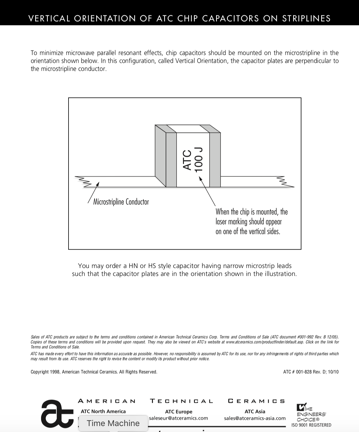 VERTICAL ORIENTATION OF ATC CHIP CAPACITORS ON STRIPLINES
To minimize microwave parallel resonant effects, chip capacitors should be mounted on the microstripline in the
orientation shown below. In this configuration, called Vertical Orientation, the capacitor plates are perpendicular to
the microstripline conductor.
ATC
100 J
Microstripline Conductor
When the chip is mounted, the
laser marking should appear
on one of the vertical sides.
You may order a HN or HS style capacitor having narrow microstrip leads
such that the capacitor plates are in the orientation shown in the illustration.
Sales of ATC products are subject to the terms and conditions contained in American Technical Ceramics Corp. Terms and Conditions of Sale (ATC document #001-992 Rev. B 12/05).
Copies of these terms and conditions will be provided upon request. They may also be viewed on ATC's website at www.atceramics.com/productfinder/default.asp. Click on the link for
Terms and Conditions of Sale.
ATC has made every effort to have this information as accurate as possible. However, no responsibility is assumed by ATC for its use, nor for any infringements of rights of third parties which
may result from its use. ATC reserves the right to revise the content or modify its product without prior notice.
Copyright 1998, American Technical Ceramics. All Rights Reserved.
ATC # 001-828 Rev. D; 10/10
AMERICAN TECHNICAL CERAMICS
ATC North America
ATC Europe
saleseur@atceramics.com
ATC Asia
sales@atceramics-asia.com
THE
ENGINEERS'
CHOICE®
ISO 9001 REGISTERED
Time Machine